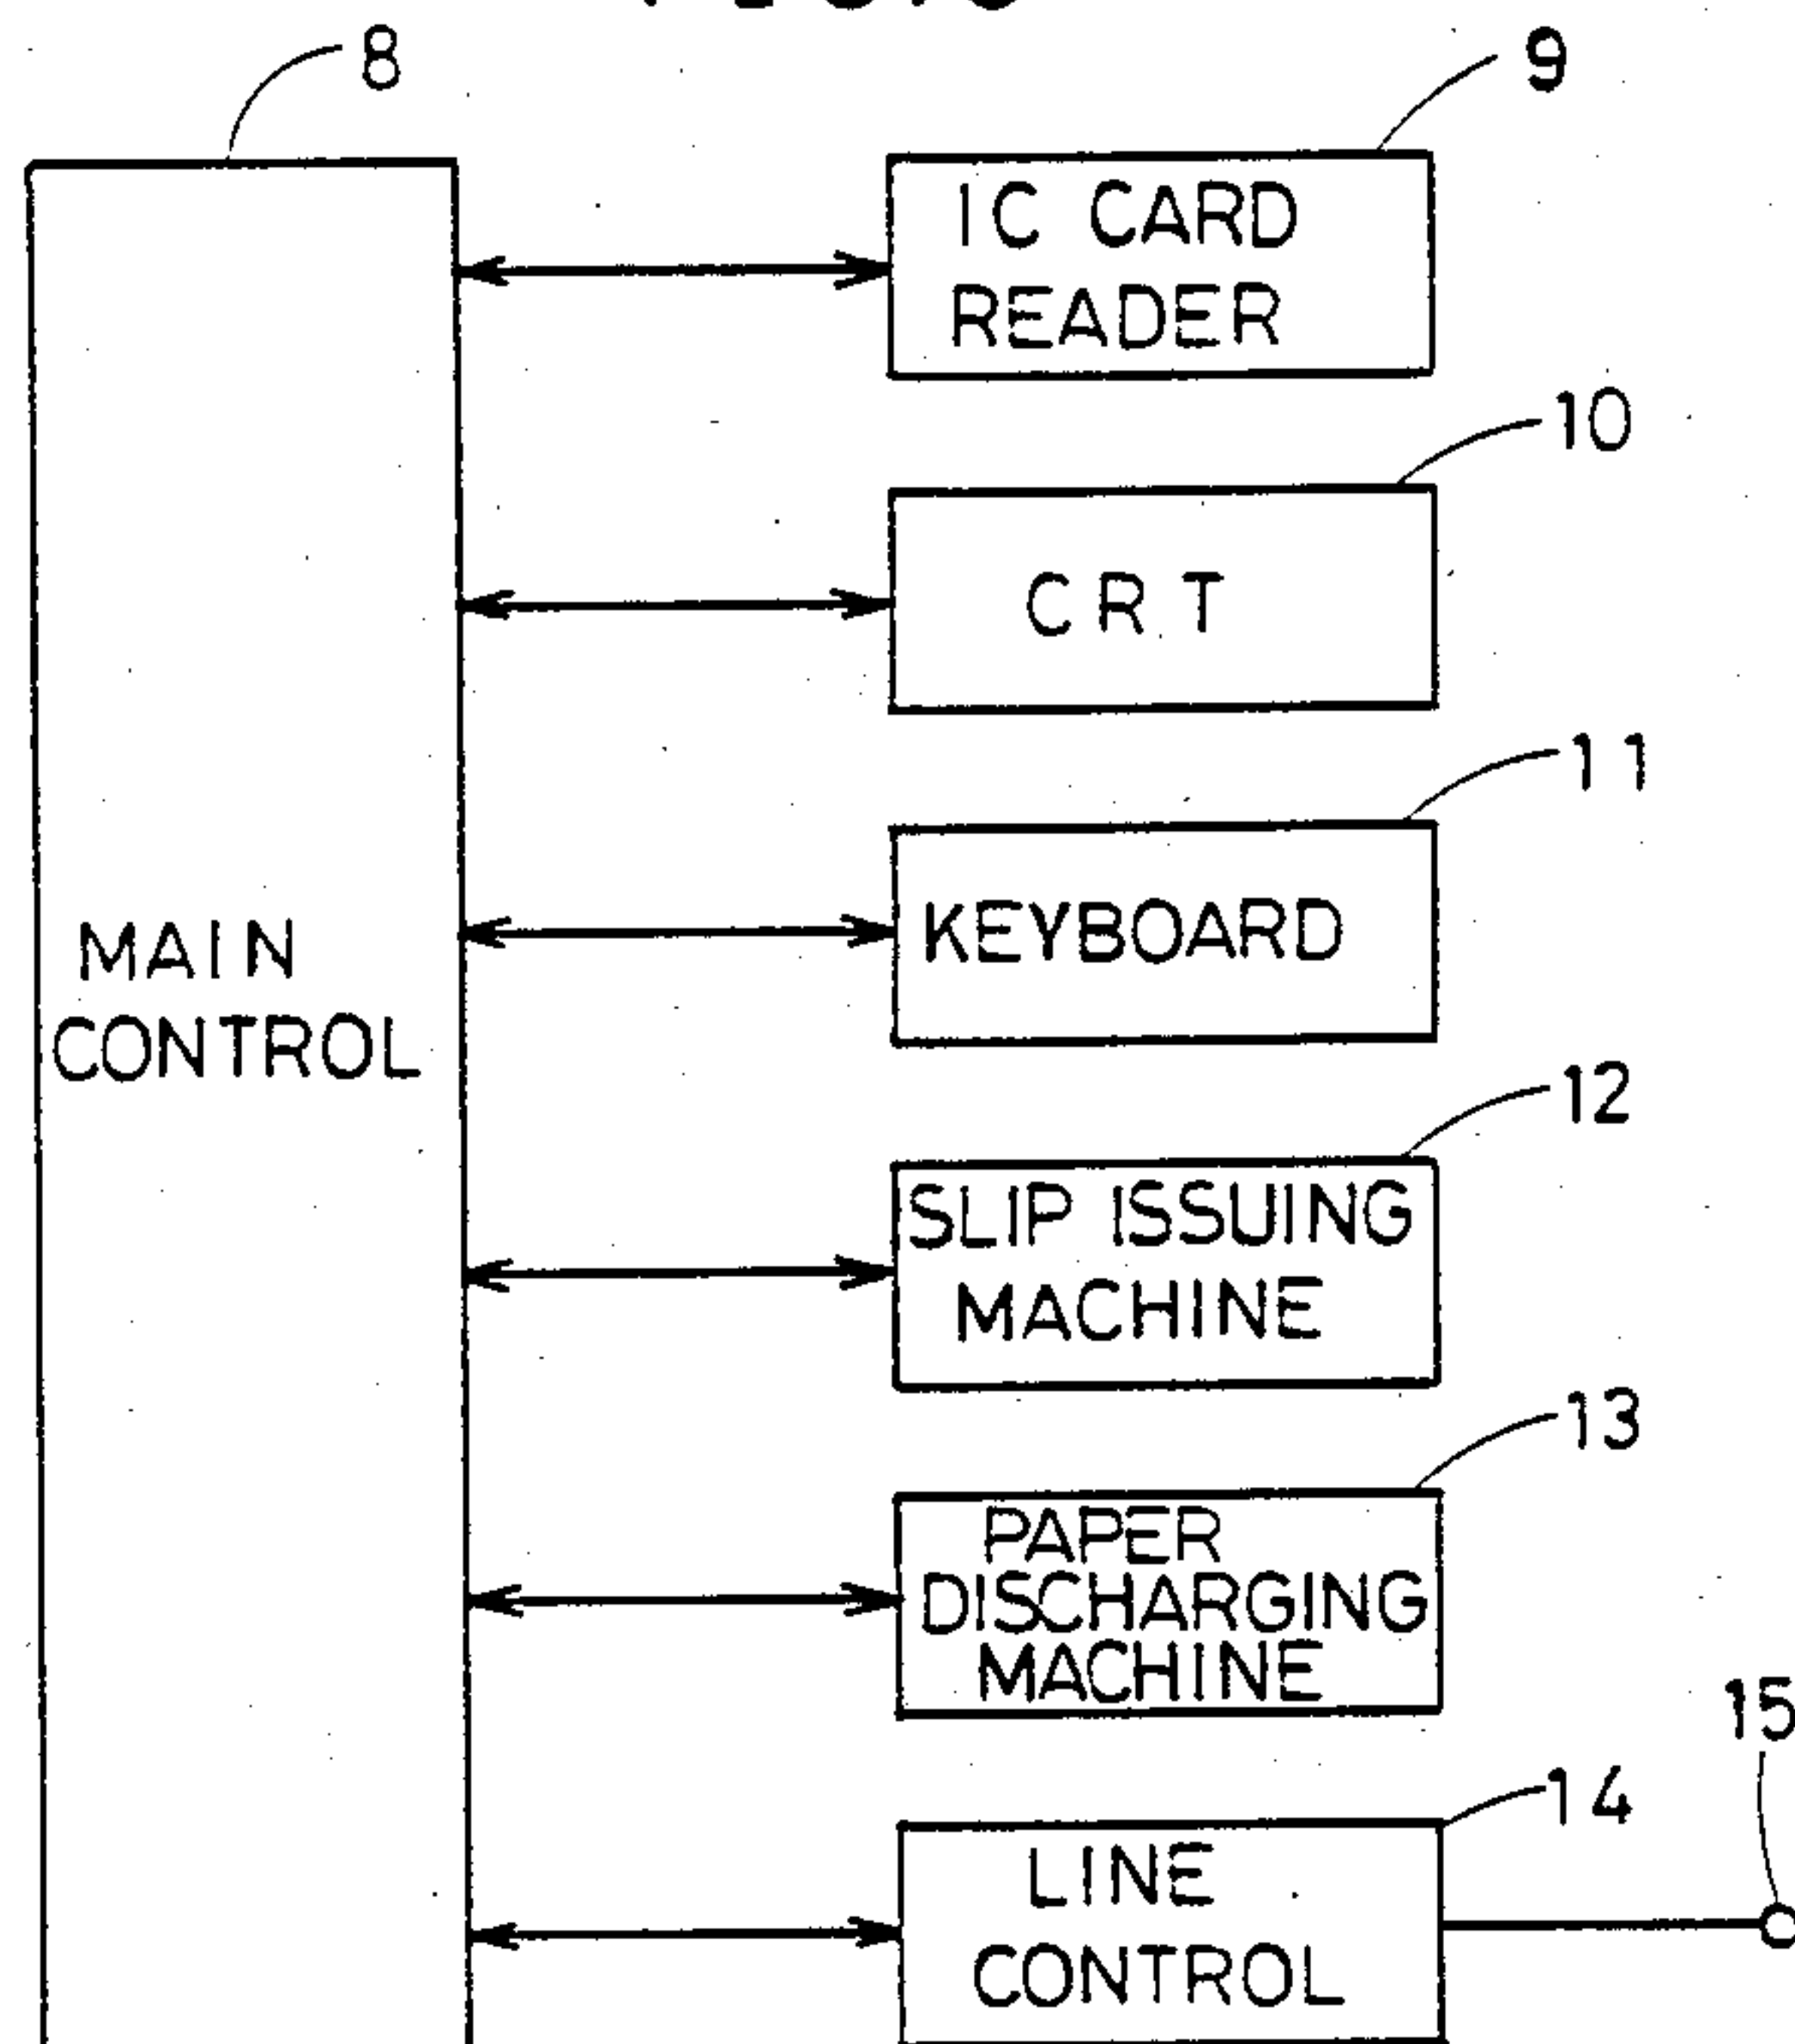 8
9
IC CARD
READER
10
CRT
11
KEYBOARD
MAIN
CONTROL
12
SLIP ISSUING
MACHINE
13
PAPER
DISCHARGING
MACHINE
15
14
LINE
CONTROL